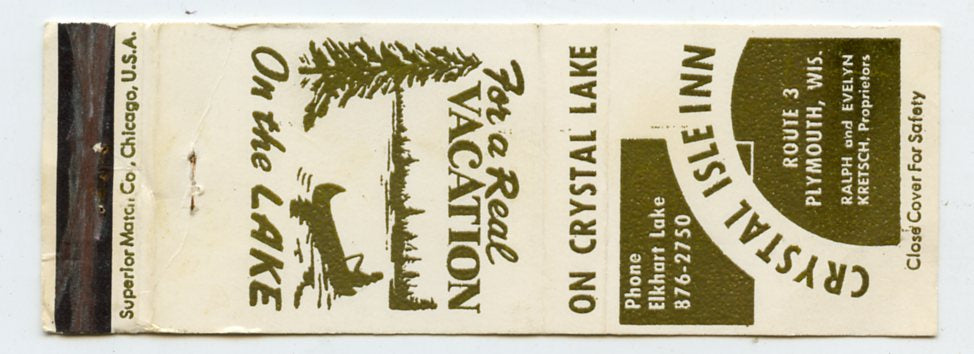 Superior Match Co., Chicago, U.S.A.
For a Real
VACATION
On the LAKE
ON CRYSTAL LAKE
CRYSTAL ISLE INN
Phone
Elkhart Lake
876-2750
ROUTE 3
PLYMOUTH, WIS.
RALPH and EVELYN
KRETSCH, Proprietors
Close Cover For Safety